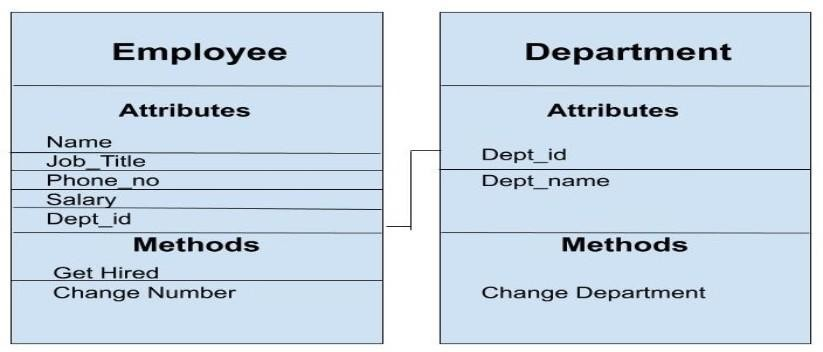 Employee
Attributes
Name
Job_Title
Phone_no
Salary
Dept_id
Methods
Get Hired
Change Number
Department
Attributes
Dept_id
Dept_name
Methods
Change Department